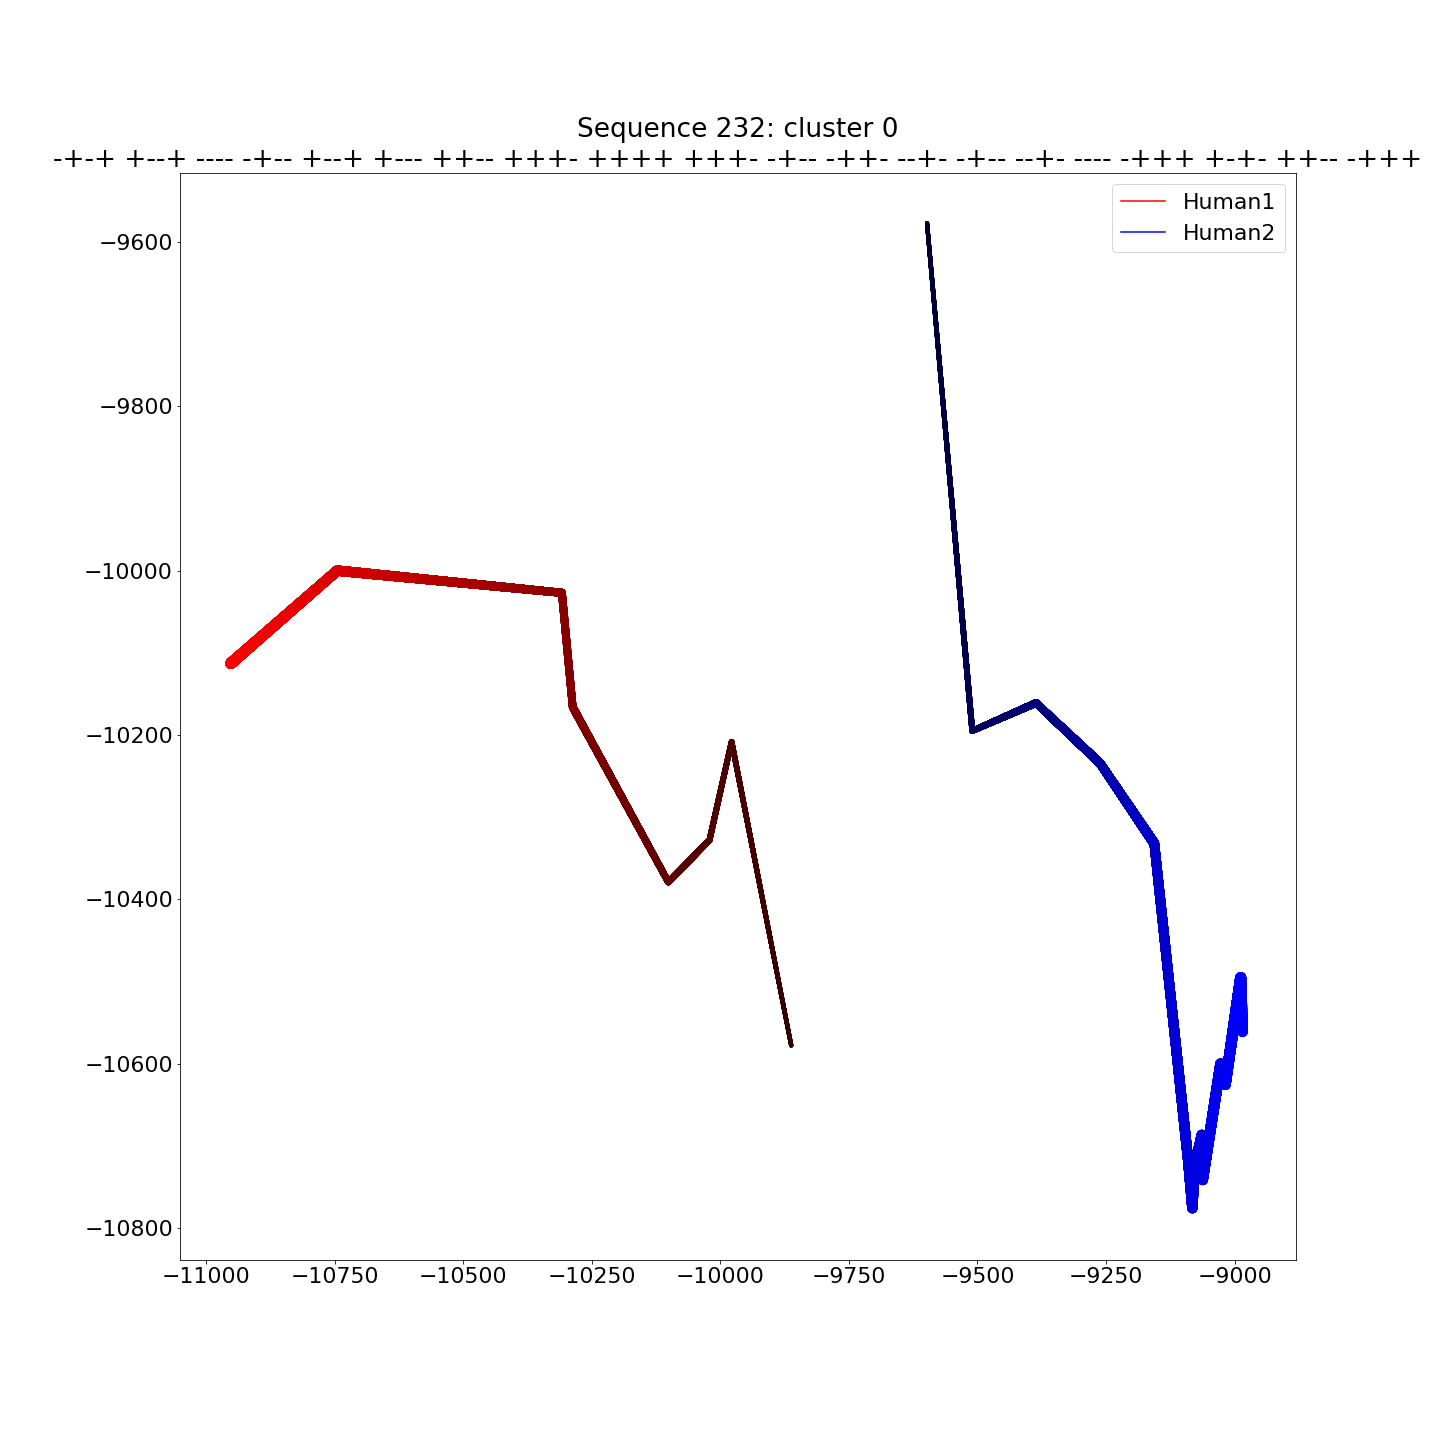 Sequence 232: cluster 0
-+-+ +--+ ---- -+-- +--+ +--- ++-- +++- ++++ +++- -+-- -++- --+- -+-- --+- ---- -+++ +-+- ++-- -+++
Human1
Human2
−9600
−9800
−10000
−10200
−10400
−10600
−10800
−11000 −10750 −10500 −10250 −10000 −9750 −9500 −9250 −9000